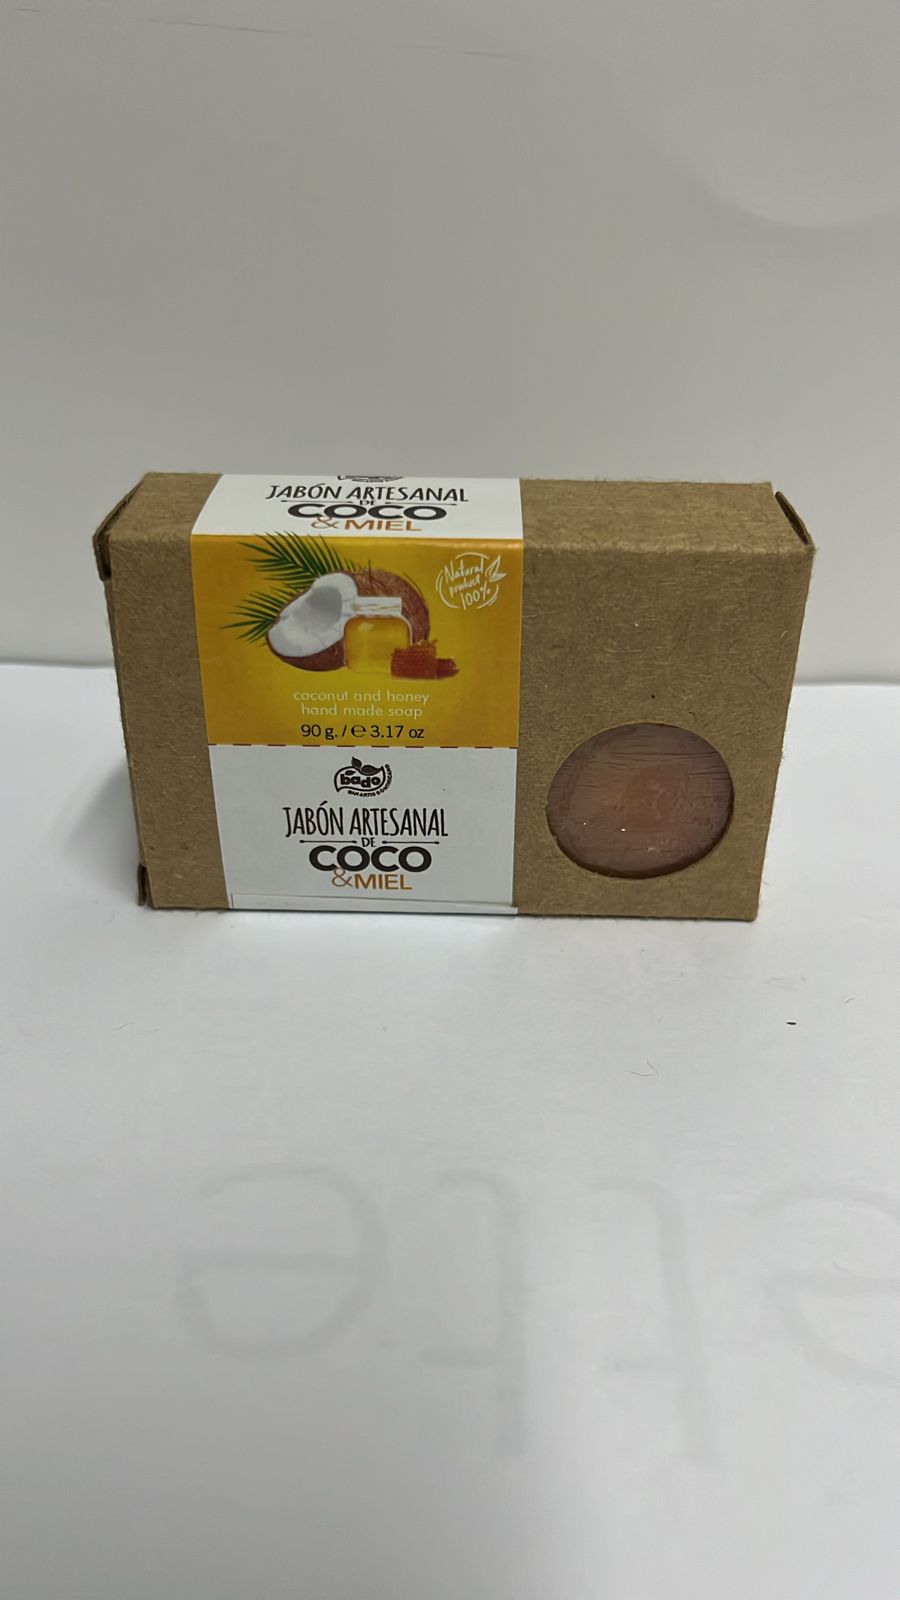 JABÓN ARTESANAL
DE
COCO
&MIEL
Natural
product
100%
coconut and honey
hand made soap
90 g. / ℮ 3.17 oz
bado
JABÓN ARTESANAL
DE
COCO
&MIEL